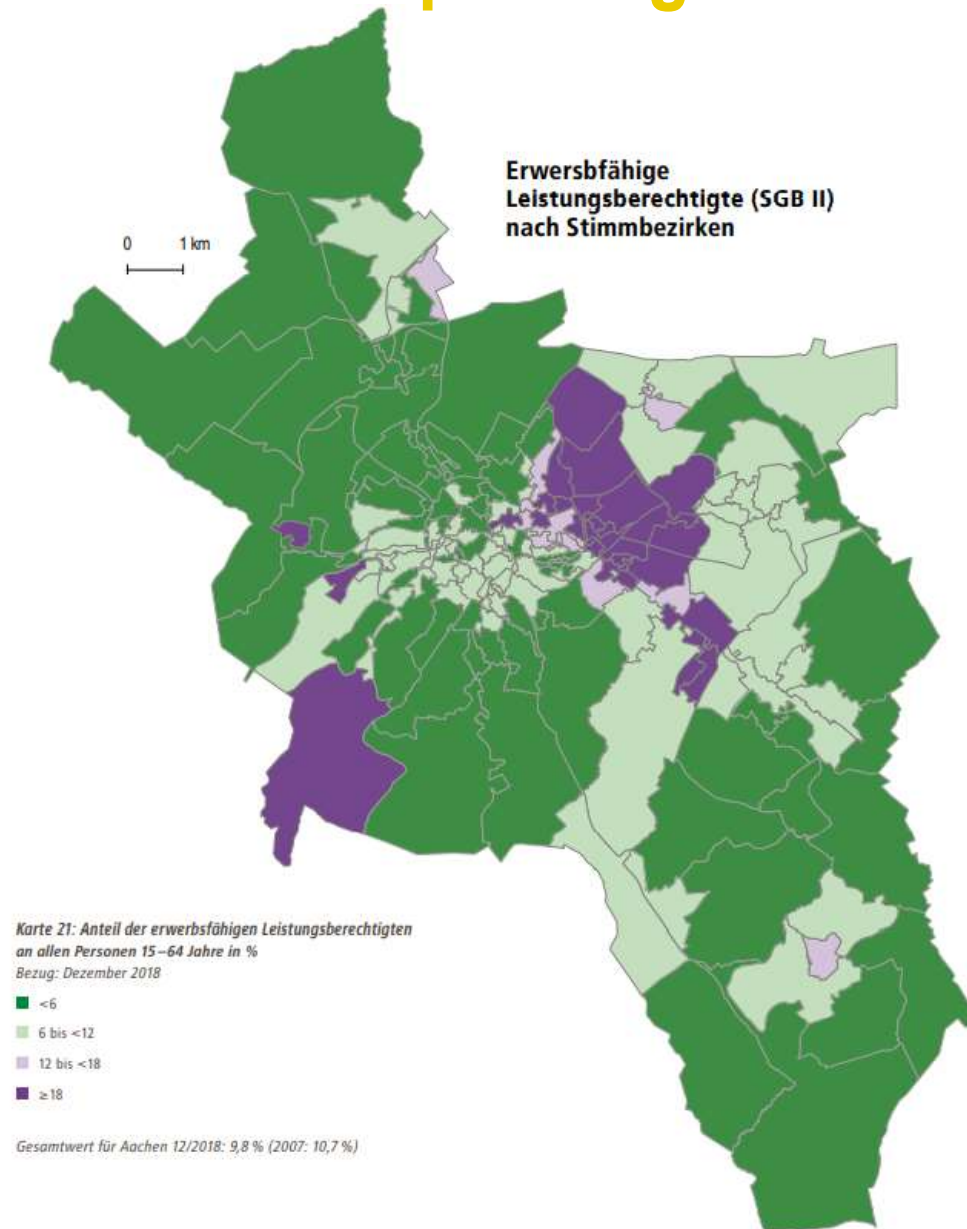 Erwersbfähige
Leistungsberechtigte (SGB II)
nach Stimmbezirken
0 1 km
Karte 21: Anteil der erwerbsfähigen Leistungsberechtigten
an allen Personen 15–64 Jahre in %
Bezug: Dezember 2018
<6
6 bis <12
12 bis <18
≥18
Gesamtwert für Aachen 12/2018: 9,8 % (2007: 10,7 %)